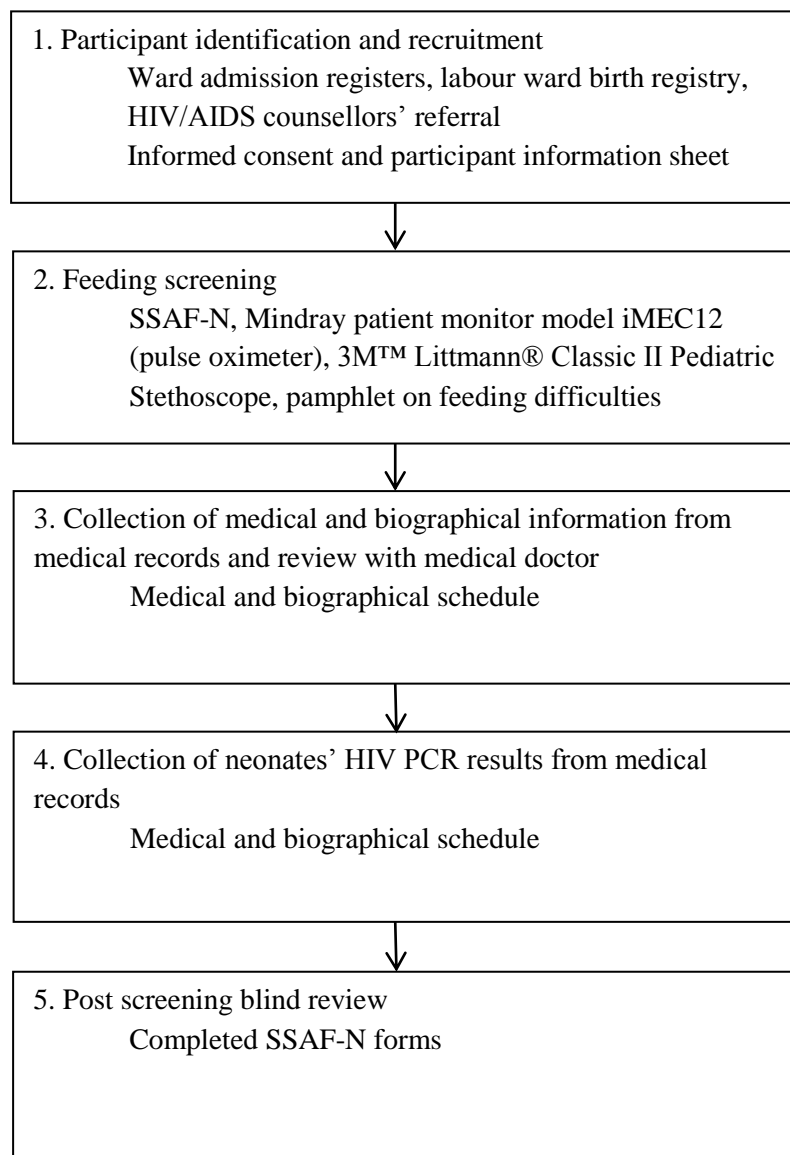 1. Participant identification and recruitment
Ward admission registers, labour ward birth registry,
HIV/AIDS counsellors’ referral
Informed consent and participant information sheet
2. Feeding screening
SSAF-N, Mindray patient monitor model iMEC12
(pulse oximeter), 3M™ Littmann® Classic II Pediatric
Stethoscope, pamphlet on feeding difficulties
3. Collection of medical and biographical information from
medical records and review with medical doctor
Medical and biographical schedule
4. Collection of neonates’ HIV PCR results from medical
records
Medical and biographical schedule
5. Post screening blind review
Completed SSAF-N forms